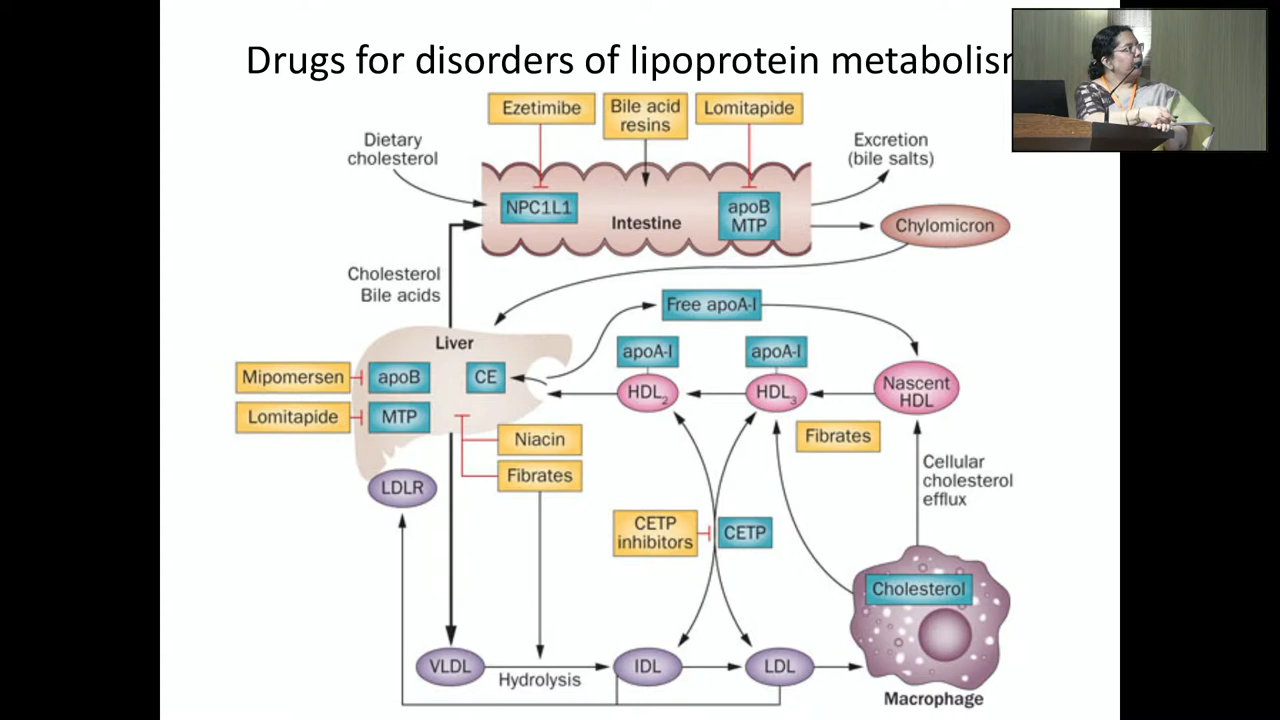 Drugs for disorders of lipoprotein metabolis
Ezetimibe
Bile acid
resins
Lomitapide
Dietary
cholesterol
Excretion
(bile salts)
NPC1L1
Intestine
apoB
MTP
Chylomicron
Cholesterol
Bile acids
Free apoA-I
Liver
apoA-I
apoA-I
Mipomersen
apoB
CE
HDL2
HDL3
Nascent
HDL
Lomitapide
MTP
Niacin
Fibrates
Fibrates
LDLR
Cellular
cholesterol
efflux
CETP
inhibitors
CETP
Cholesterol
VLDL
Hydrolysis
IDL
LDL
Macrophage